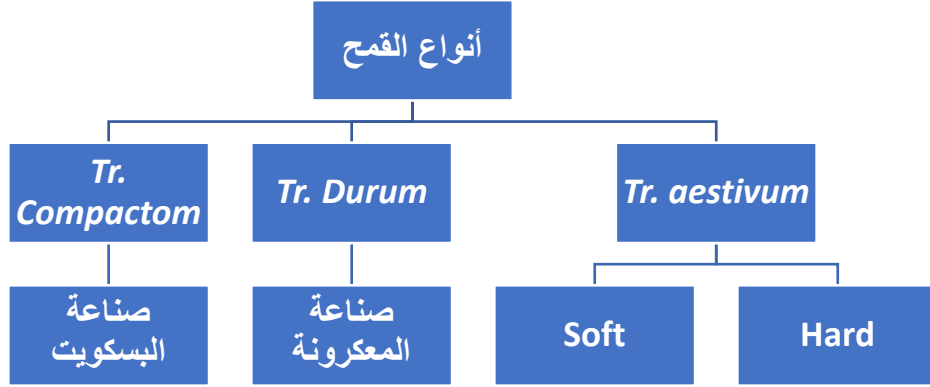 أنواع القمح
Tr.
Compactom
Tr. Durum
Tr. aestivum
صناعة
البسكويت
صناعة
المعكرونة
Soft
Hard